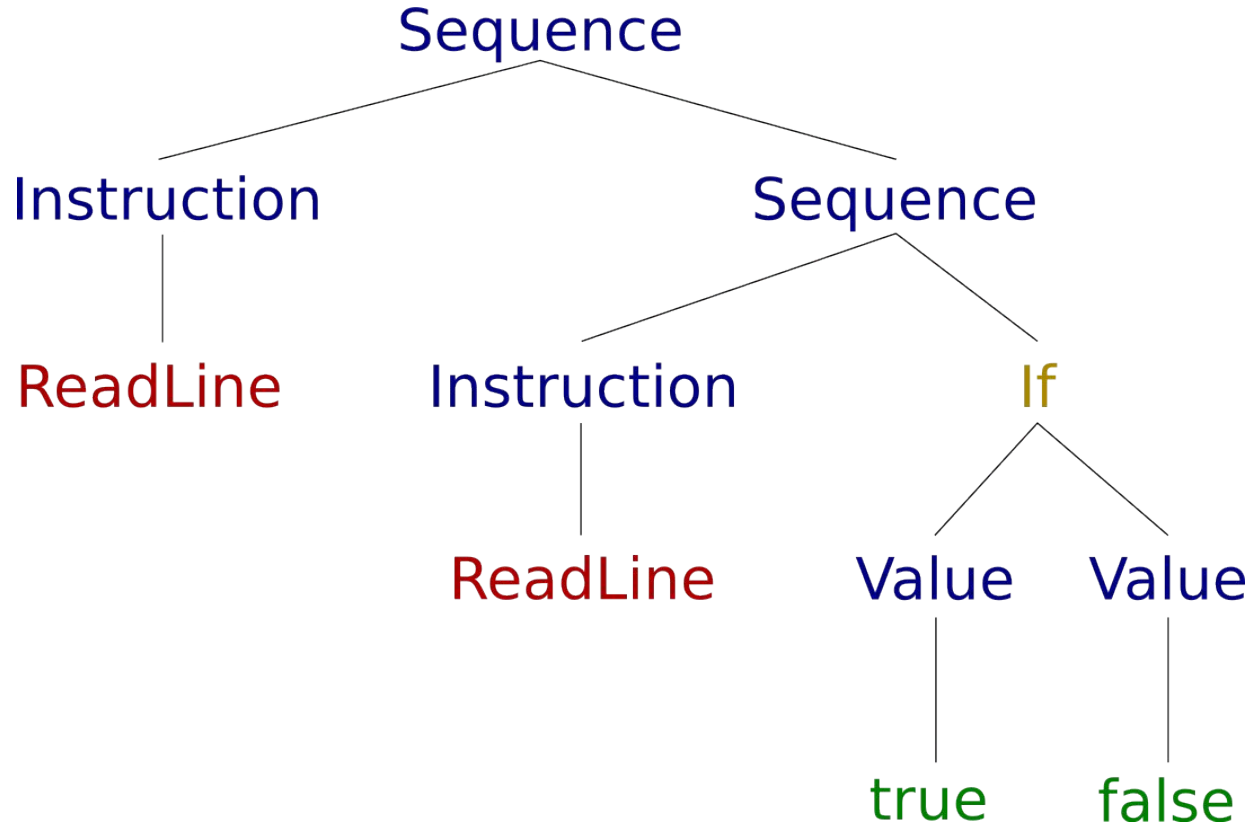 Sequence
Instruction Sequence
ReadLine Instruction If
ReadLine Value Value
true false